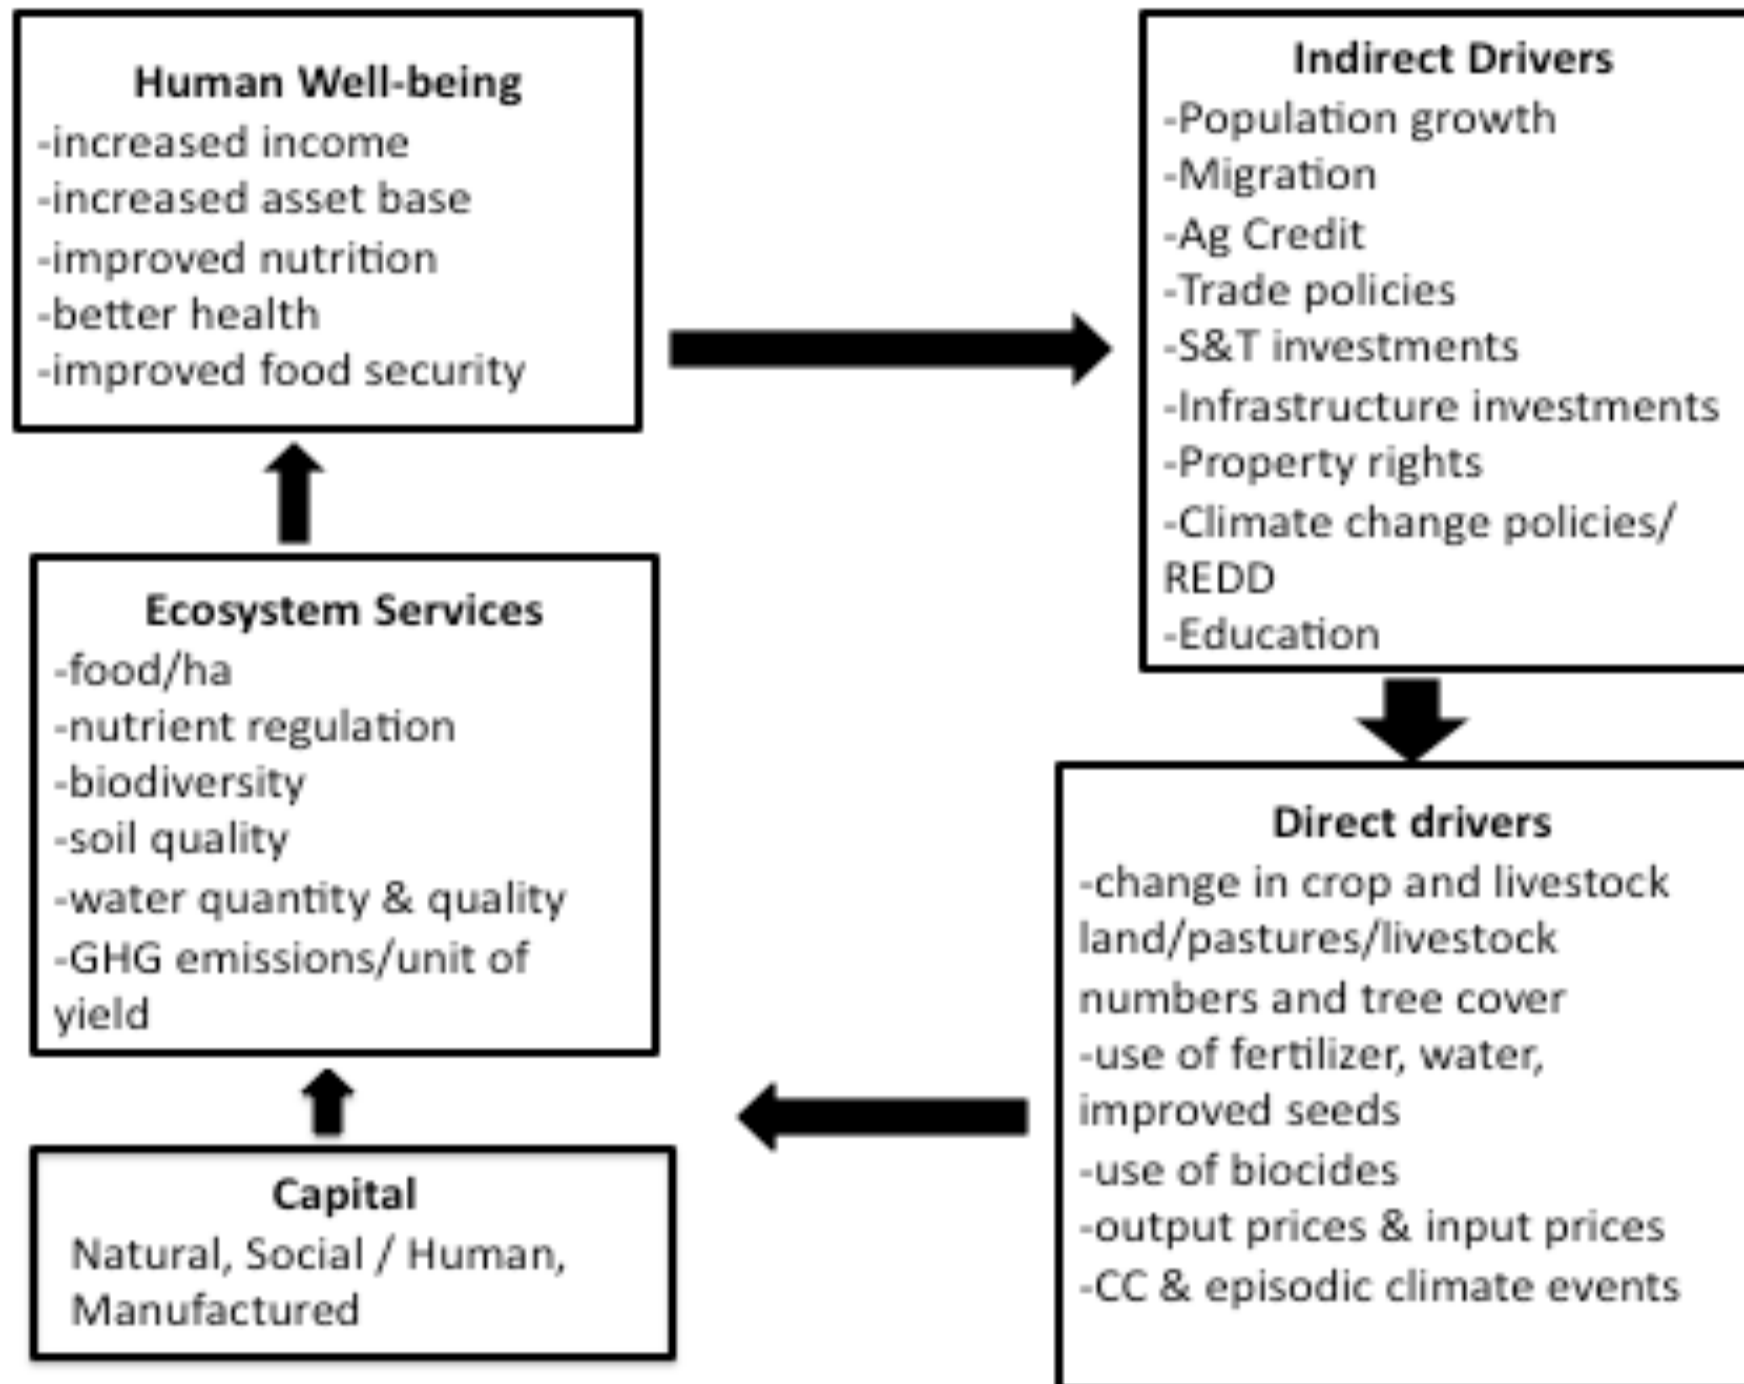 Human Well-being
-increased income
-increased asset base
-improved nutrition
-better health
-improved food security
Indirect Drivers
-Population growth
-Migration
-Ag Credit
-Trade policies
-S&T investments
-Infrastructure investments
-Property rights
-Climate change policies/
REDD
-Education
Ecosystem Services
-food/ha
-nutrient regulation
-biodiversity
-soil quality
-water quantity & quality
-GHG emissions/unit of
yield
Direct drivers
-change in crop and livestock
land/pastures/livestock
numbers and tree cover
-use of fertilizer, water,
improved seeds
-use of biocides
-output prices & input prices
-CC & episodic climate events
Capital
Natural, Social / Human,
Manufactured